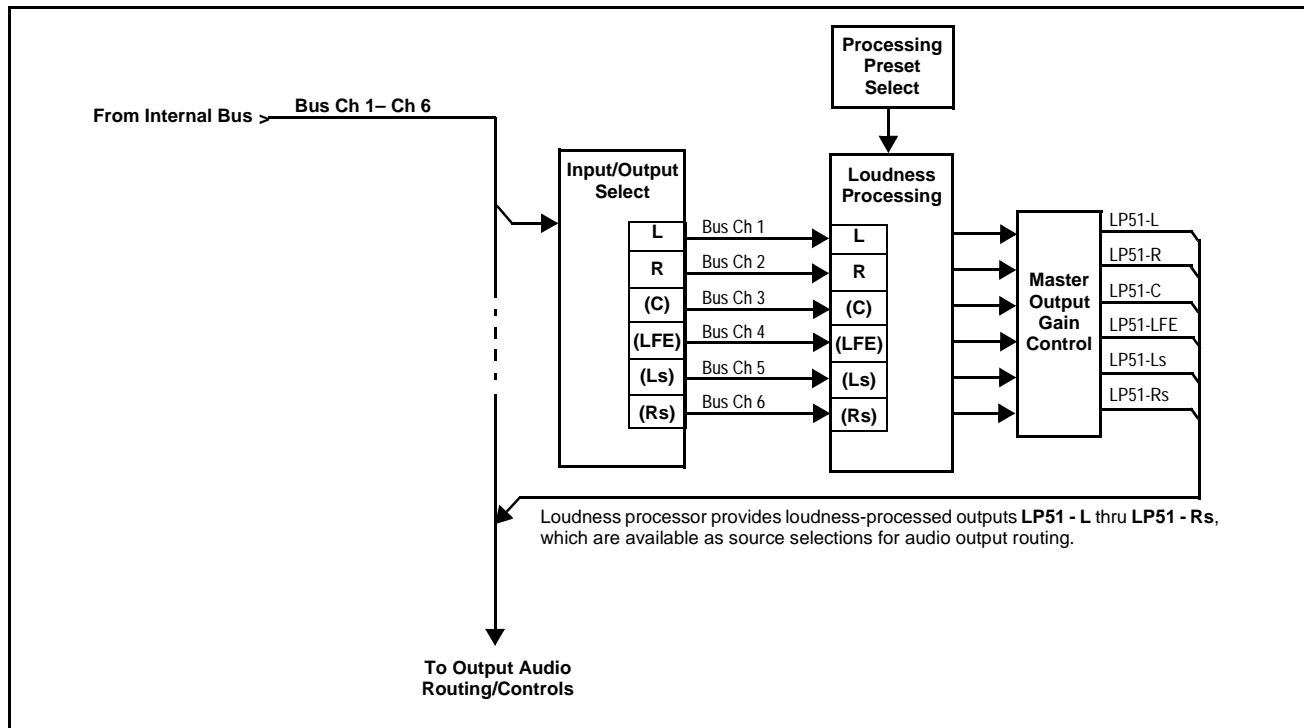 Processing
Preset
Select
From Internal Bus >
Bus Ch 1– Ch 6
Input/Output
Select
L
R
(C)
(LFE)
(Ls)
(Rs)
Bus Ch 1
Bus Ch 2
Bus Ch 3
Bus Ch 4
Bus Ch 5
Bus Ch 6
Loudness
Processing
L
R
(C)
(LFE)
(Ls)
(Rs)
Master
Output
Gain
Control
LP51-L
LP51-R
LP51-C
LP51-LFE
LP51-Ls
LP51-Rs
Loudness processor provides loudness-processed outputs LP51 - L thru LP51 - Rs,
which are available as source selections for audio output routing.
To Output Audio
Routing/Controls